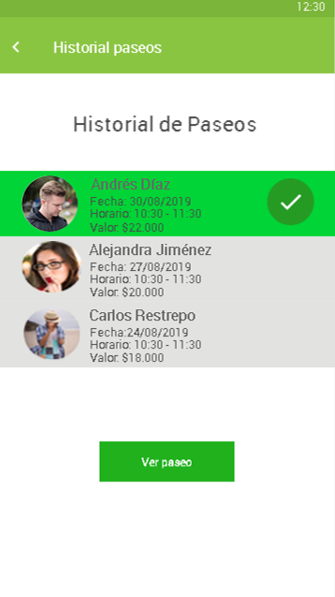 12:30
Historial paseos
Historial de Paseos
Andrés Díaz
Fecha: 30/08/2019
Horario: 10:30 - 11:30
Valor: $22.000
Alejandra Jiménez
Fecha: 27/08/2019
Horario: 10:30 - 11:30
Valor: $20.000
Carlos Restrepo
Fecha:24/08/2019
Horario: 10:30 - 11:30
Valor: $18.000
Ver paseo